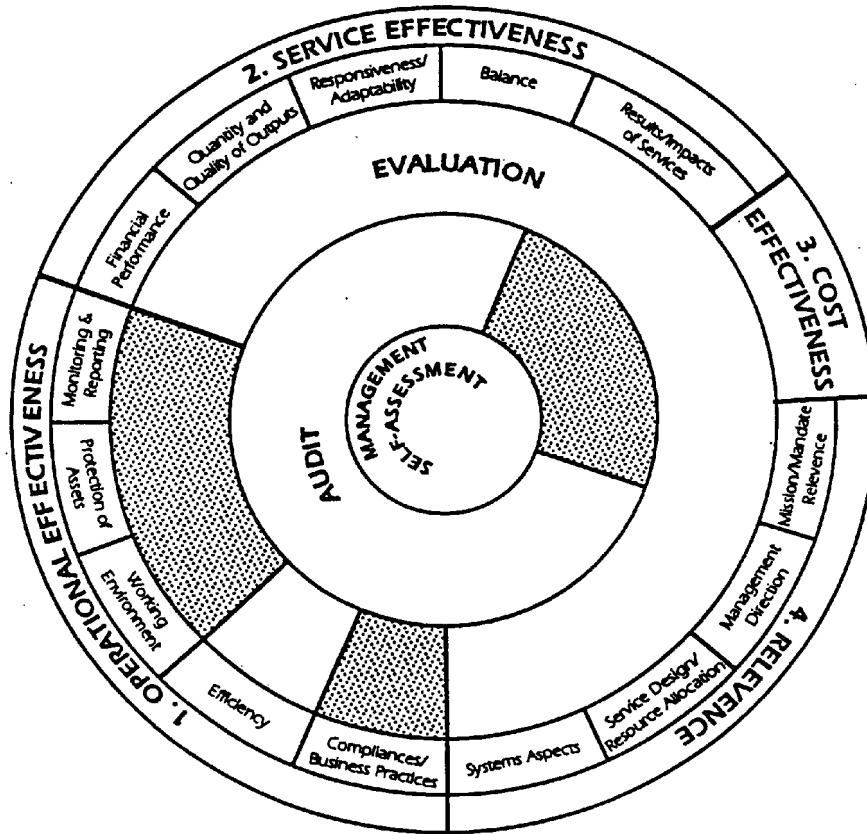 2. SERVICE EFFECTIVENESS
Financial
Performance
Quantity and
Quality of Outputs
Responsiveness/
Adaptability
Balance
Results/Impacts
of Services
3. COST
EFFECTIVENESS
4. RELEVENCE
Mission/Mandate
Relevence
Management
Direction
Service Design/
Resource Allocation
Systems Aspects
1. OPERATIONAL EFFECTIVENESS
Compliances/
Business Practices
Efficiency
Working
Environment
Protection of
Assets
Monitoring &
Reporting
EVALUATION
AUDIT
MANAGEMENT
SELF-ASSESSMENT